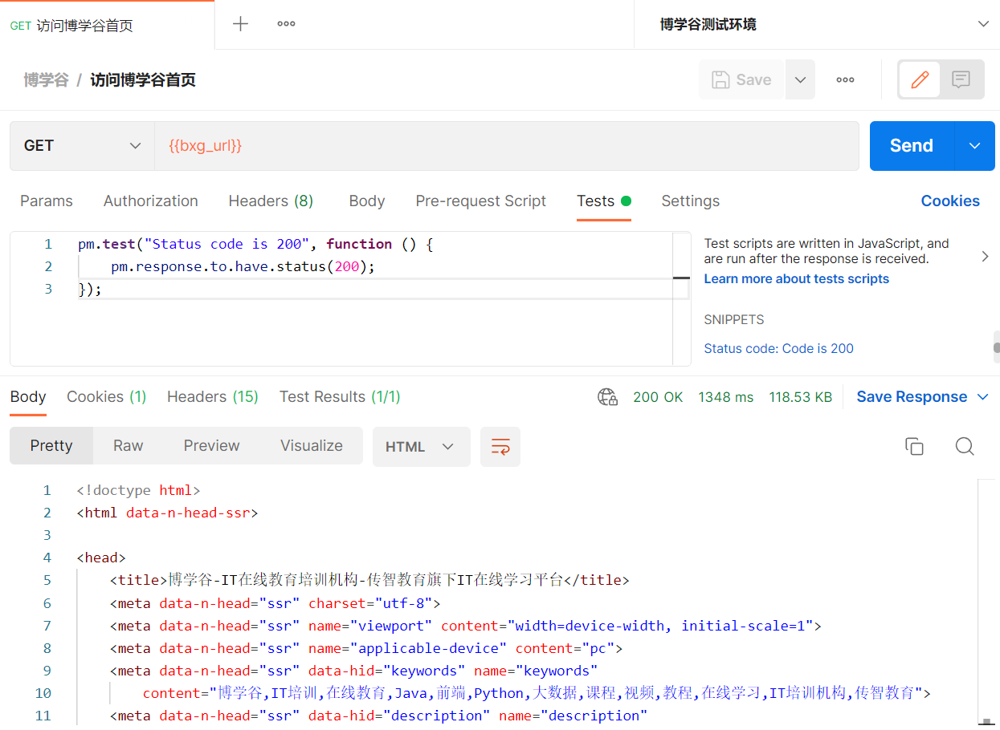 GET 访问博学谷首页
博学谷测试环境
博学谷 / 访问博学谷首页
Save
GET
{{bxg_url}}
Send
Params Authorization Headers (8) Body Pre-request Script Tests Settings Cookies
1 pm.test("Status code is 200", function () {
2 pm.response.to.have.status(200);
3 });
Test scripts are written in JavaScript, and
are run after the response is received.
Learn more about tests scripts
SNIPPETS
Status code: Code is 200
Body Cookies (1) Headers (15) Test Results (1/1) 200 OK 1348 ms 118.53 KB Save Response
Pretty Raw Preview Visualize HTML
1 <!doctype html>
2 <html data-n-head-ssr>
3
4 <head>
5 <title>博学谷-IT在线教育培训机构-传智教育旗下IT在线学习平台</title>
6 <meta data-n-head="ssr" charset="utf-8">
7 <meta data-n-head="ssr" name="viewport" content="width=device-width, initial-scale=1">
8 <meta data-n-head="ssr" name="applicable-device" content="pc">
9 <meta data-n-head="ssr" data-hid="keywords" name="keywords"
10 content="博学谷,IT培训,在线教育,Java,前端,Python,大数据,课程,视频,教程,在线学习,IT培训机构,传智教育">
11 <meta data-n-head="ssr" data-hid="description" name="description"